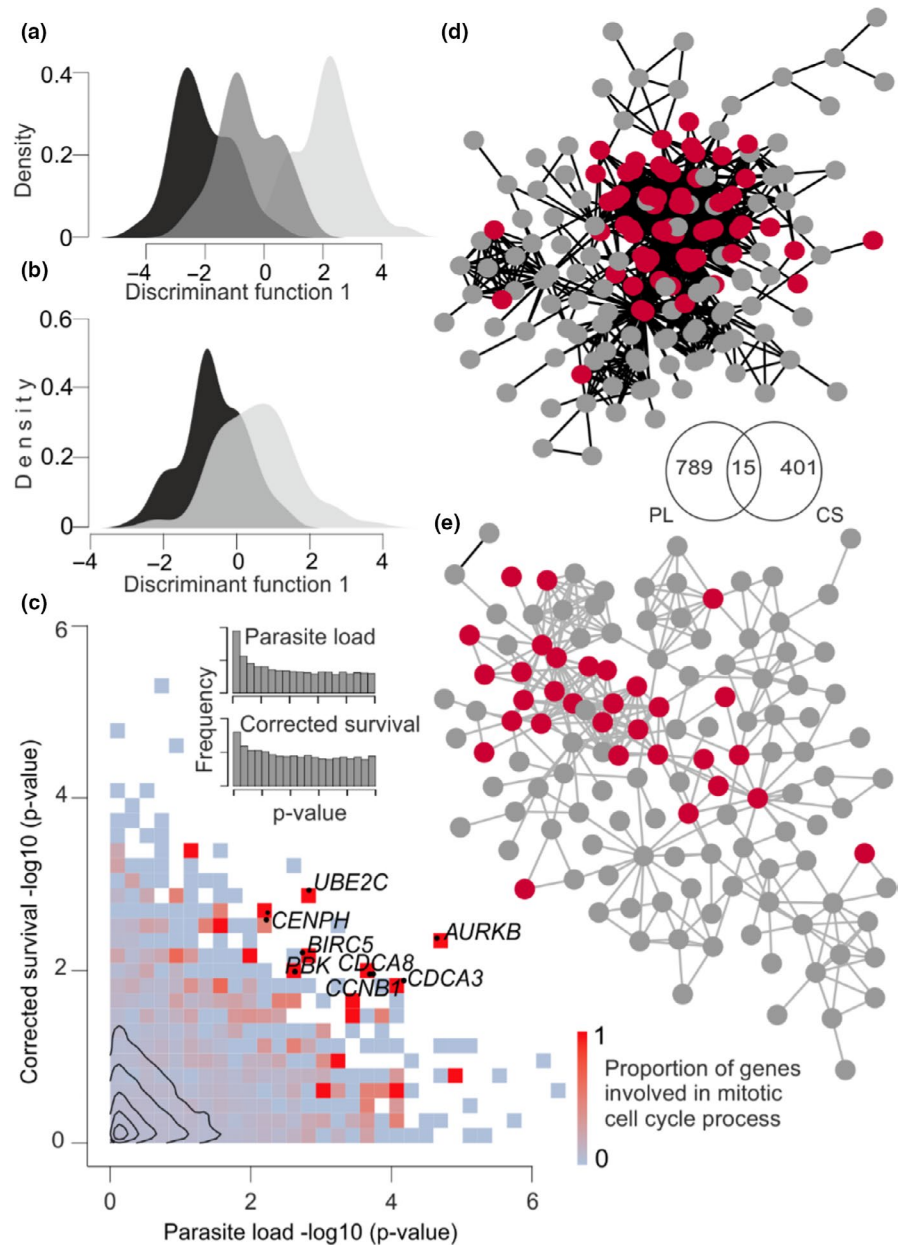 (a)
Density
0.4
0.2
0
−4 −2 0 2 4
Discriminant function 1
(b)
Density
0.6
0.4
0.2
0
−4 −2 0 2 4
Discriminant function 1
(c)
Corrected survival -log10 (p-value)
6
4
2
0
Parasite load
Frequency
Corrected survival
p-value
UBE2C
CENPH
BIRC5
AURKB
PBK
CDCA8
CDCA3
CCNB1
0 2 4 6
Parasite load -log10 (p-value)
1
0
Proportion of genes
involved in mitotic
cell cycle process
(d)
789 15 401
PL CS
(e)